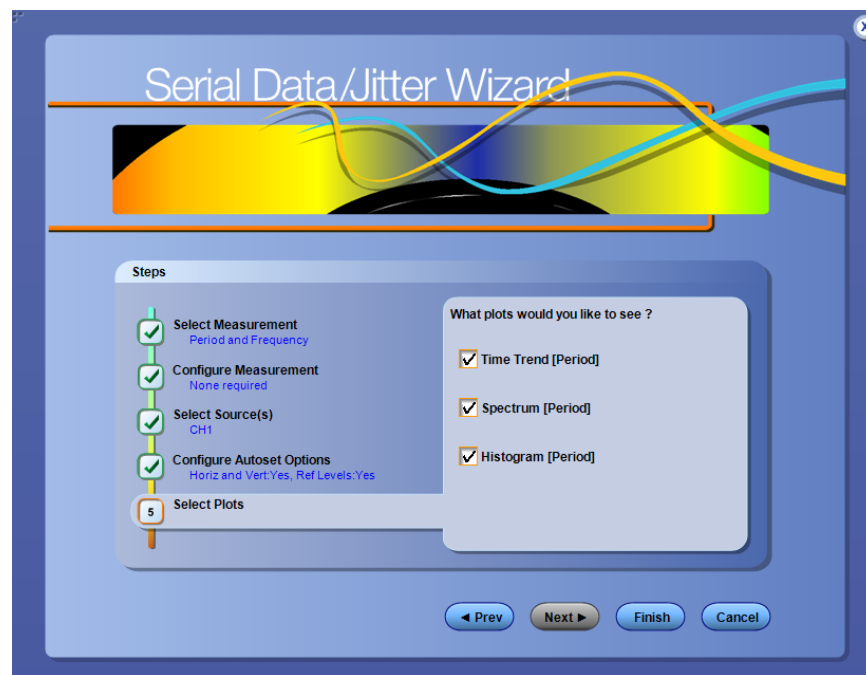 Serial Data/Jitter Wizard
Steps
Select Measurement
Period and Frequency
Configure Measurement
None required
Select Source(s)
CH1
Configure Autoset Options
Horiz and Vert:Yes, Ref Levels:Yes
5
Select Plots
What plots would you like to see ?
Time Trend [Period]
Spectrum [Period]
Histogram [Period]
◄ Prev
Next ►
Finish
Cancel